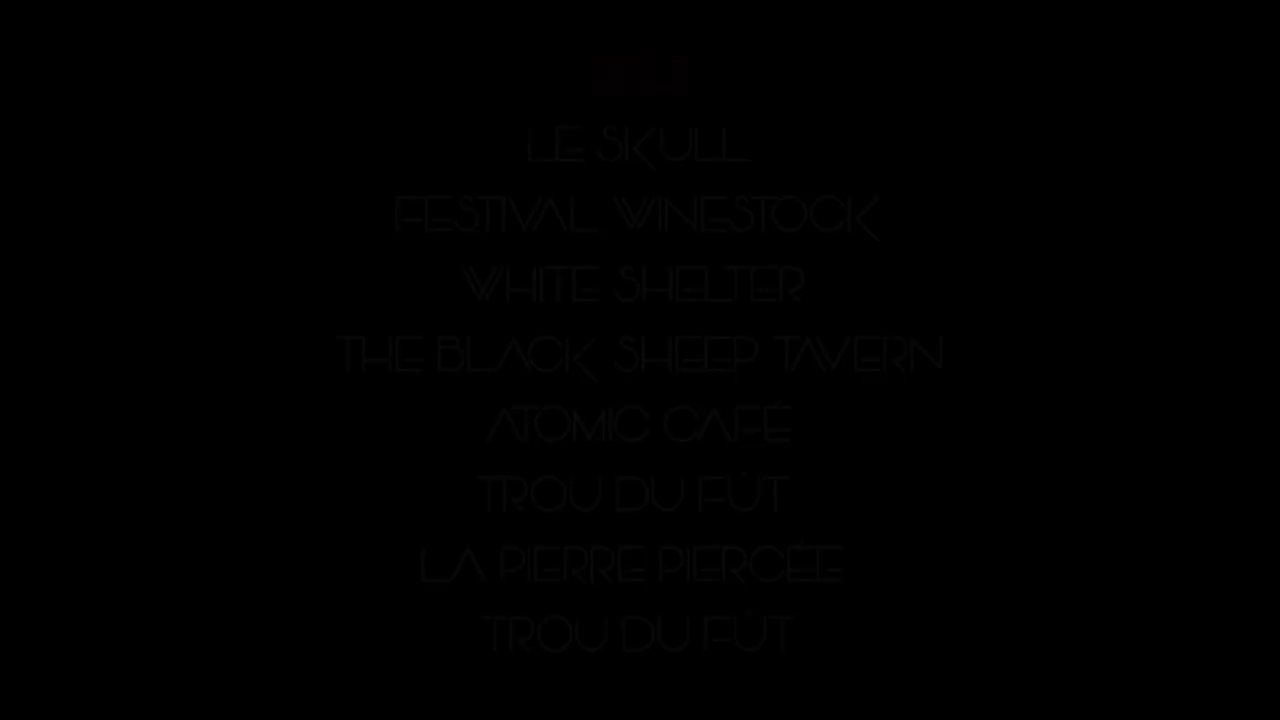 LE SKULL
FESTIVAL WINESTOCK
WHITE SHELTER
THE BLACK SHEEP TAVERN
ATOMIC CAFÉ
TROU DU FÛT
LA PIERRE PIERCÉE
TROU DU FÛT